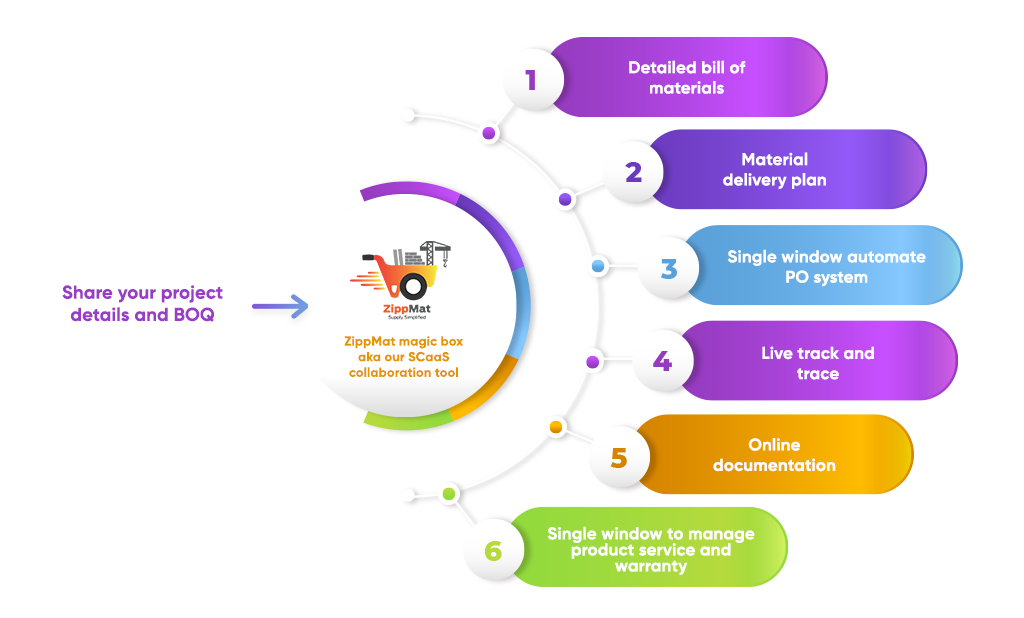 Share your project
details and BOQ
ZippMat
Supply Simplified
ZippMat magic box
aka our SCaaS
collaboration tool
1
Detailed bill of
materials
2
Material
delivery plan
3
Single window automate
PO system
4
Live track and
trace
5
Online
documentation
6
Single window to manage
product service and
warranty